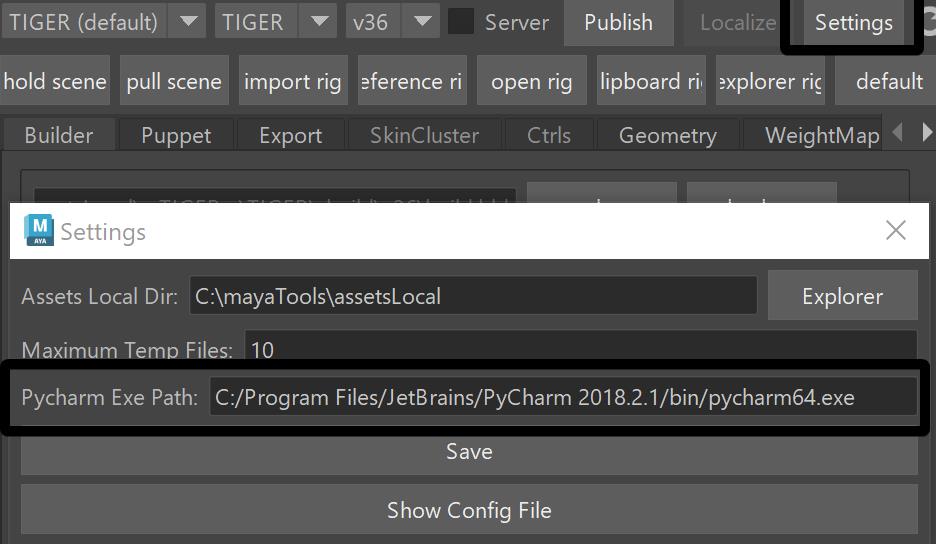 TIGER (default) TIGER v36 Server Publish Localize Settings
hold scene pull scene import rig eference ri open rig lipboard ri explorer rig default
Builder Puppet Export SkinCluster Ctrls Geometry WeightMap
M
AYA
Settings
Assets Local Dir: C:\mayaTools\assetsLocal Explorer
Maximum Temp Files: 10
Pycharm Exe Path: C:/Program Files/JetBrains/PyCharm 2018.2.1/bin/pycharm64.exe
Save
Show Config File